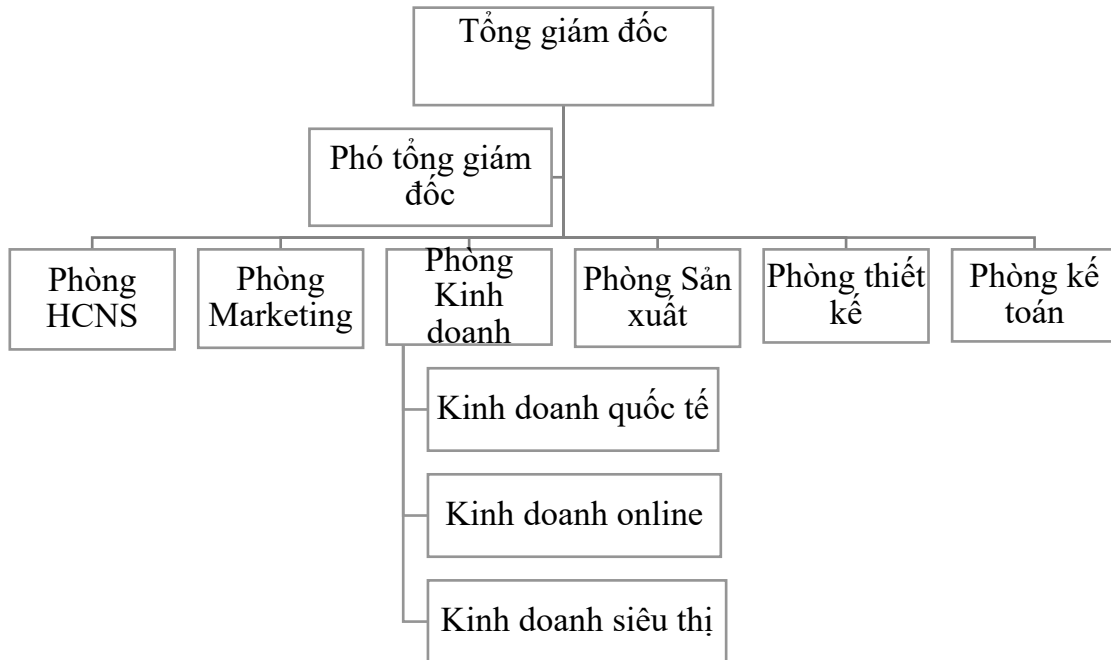 Tổng giám đốc
Phó tổng giám
đốc
Phòng
HCNS
Phòng
Marketing
Phòng
Kinh
doanh
Phòng Sản
xuất
Phòng thiết
kế
Phòng kế
toán
Kinh doanh quốc tế
Kinh doanh online
Kinh doanh siêu thị